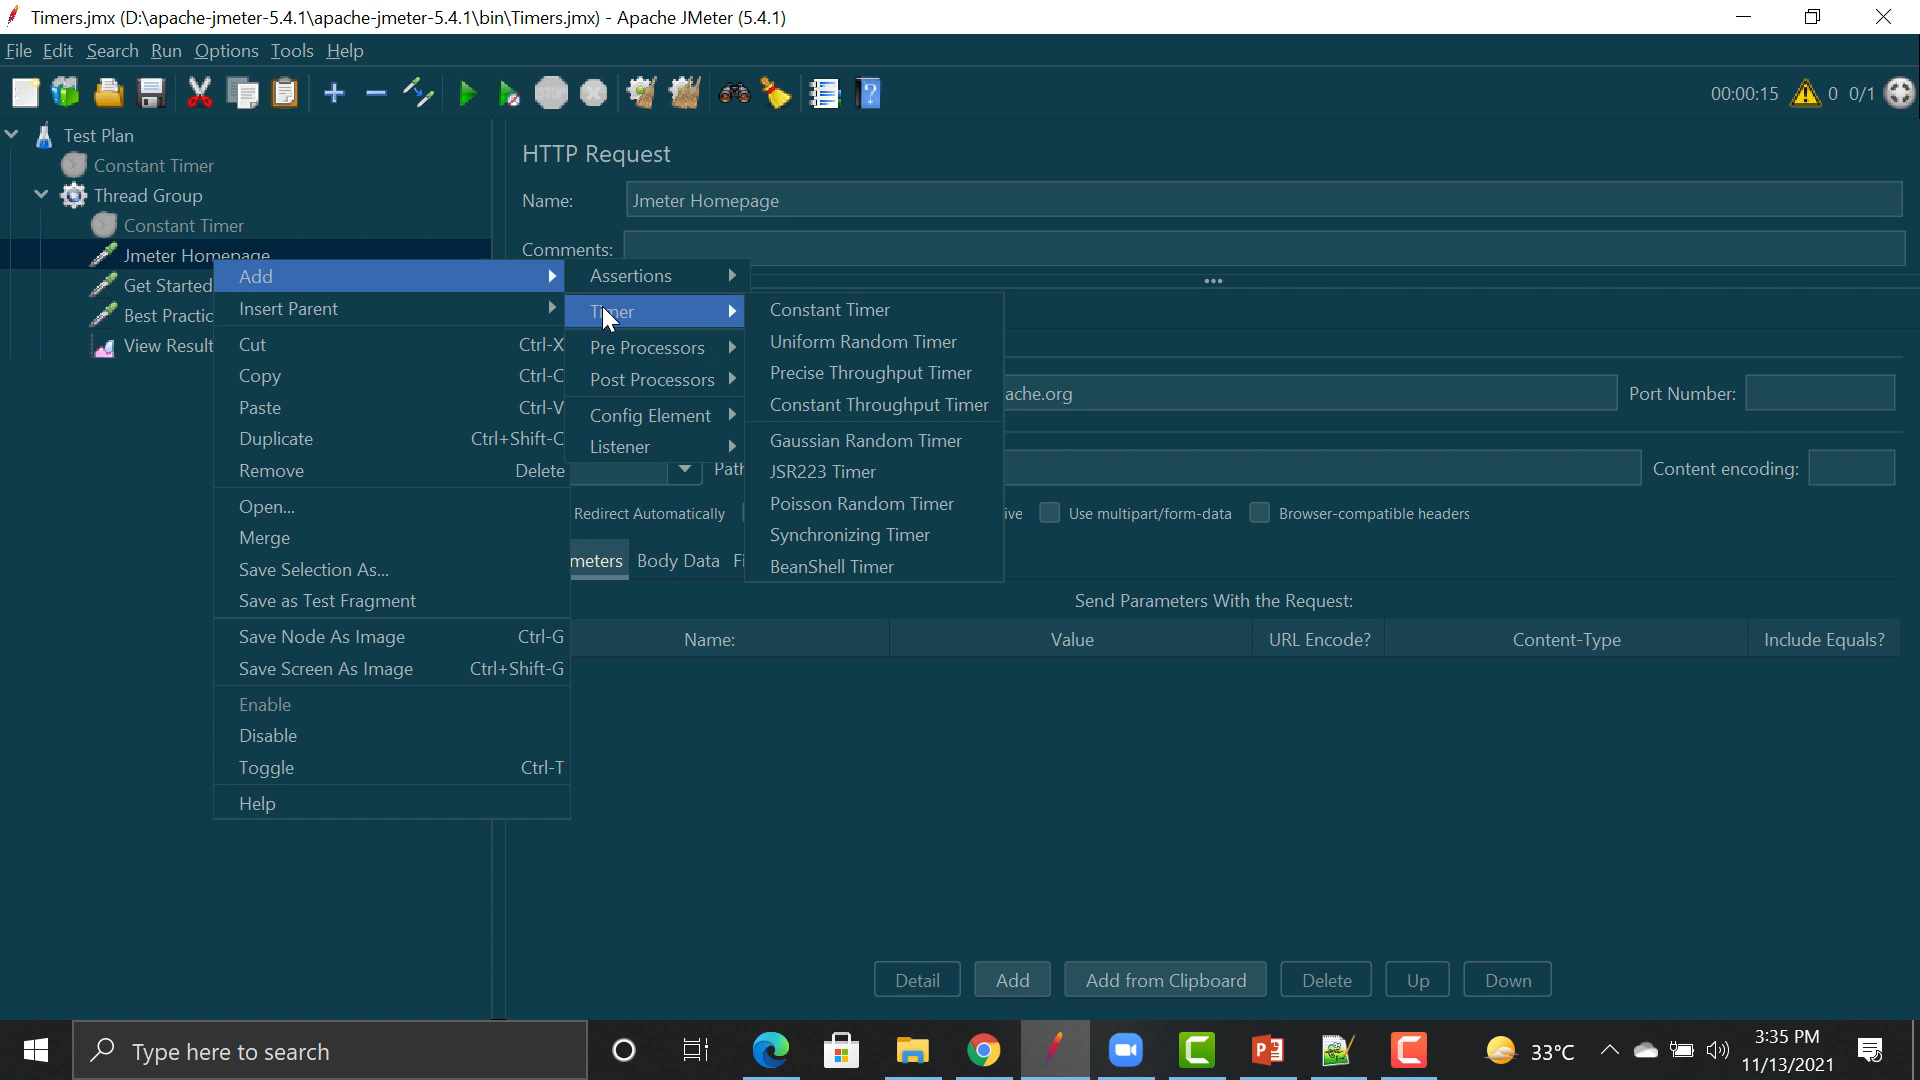 Timers.jmx (D:\apache-jmeter-5.4.1\apache-jmeter-5.4.1\bin\Timers.jmx) - Apache JMeter (5.4.1)
File Edit Search Run Options Tools Help
STOP
00:00:15 0 0/1
Test Plan
Constant Timer
Thread Group
Constant Timer
Jmeter Homepage
Get Started
Best Practic
View Result
Add
Insert Parent
Cut Ctrl-X
Copy Ctrl-C
Paste Ctrl-V
Duplicate Ctrl+Shift-C
Remove Delete
Open...
Merge
Save Selection As...
Save as Test Fragment
Save Node As Image Ctrl-G
Save Screen As Image Ctrl+Shift-G
Enable
Disable
Toggle Ctrl-T
Help
Assertions
Timer
Pre Processors
Post Processors
Config Element
Listener
Constant Timer
Uniform Random Timer
Precise Throughput Timer
Constant Throughput Timer
Gaussian Random Timer
JSR223 Timer
Poisson Random Timer
Synchronizing Timer
BeanShell Timer
HTTP Request
Name: Jmeter Homepage
Comments:
ache.org Port Number:
Path Content encoding:
Redirect Automatically ive Use multipart/form-data Browser-compatible headers
meters Body Data Fi
Send Parameters With the Request:
Name: Value URL Encode? Content-Type Include Equals?
Detail Add Add from Clipboard Delete Up Down
Type here to search
33°C
3:35 PM
11/13/2021